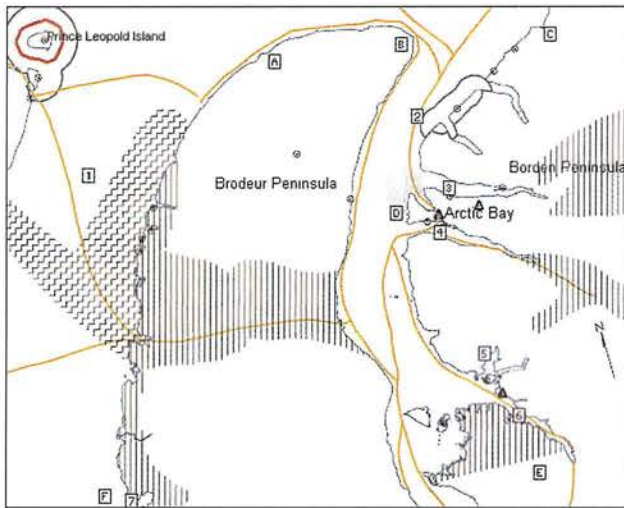 Prince Leopold Island
B
C
A
2
1
Brodeur Peninsula
Borden Peninsula
3
D
Arctic Bay
4
N
5
6
E
F
7